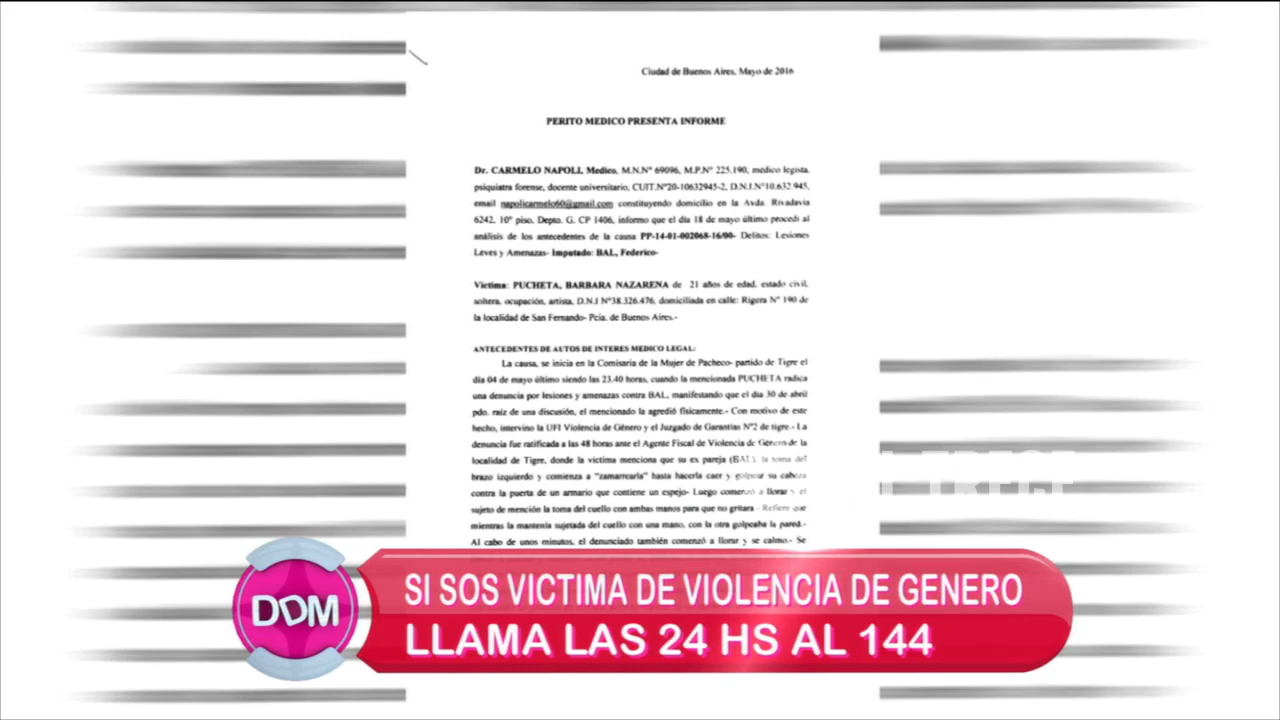 Ciudad de Buenos Aires, Mayo de 2016
PERITO MEDICO PRESENTA INFORME
Dr. CARMELO NAPOLI, Medico, M.N.Nº 69096, M.P.Nº 225.190, médico legista,
psiquiatra forense, docente universitario, CUIT.Nº20-10632945-2, D.N.I.Nº10.632.945,
email napolicarmelo60@gmail.com constituyendo domicilio en la Avda. Rivadavia
6242, 10º piso, Depto. G. CP 1406, informo que el día 18 de mayo último procedí al
análisis de los antecedentes de la causa PP-14-01-002068-16/00- Delitos: Lesiones
Leves y Amenazas- Imputado: BAL, Federico-
Victima: PUCHETA, BARBARA NAZARENA de 21 años de edad, estado civil,
soltera, ocupación, artista, D.N.I Nº38.326.476, domiciliada en calle: Rigera Nº 190 de
la localidad de San Fernando- Pcia. de Buenos Aires.-
ANTECEDENTES DE AUTOS DE INTERES MEDICO LEGAL:
La causa, se inicia en la Comisaría de la Mujer de Pacheco- partido de Tigre el
día 04 de mayo último siendo las 23.40 horas, cuando la mencionada PUCHETA radica
una denuncia por lesiones y amenazas contra BAL, manifestando que el día 30 de abril
pdo. raíz de una discusión, el mencionado la agredió físicamente.- Con motivo de este
hecho, intervino la UFI Violencia de Género y el Juzgado de Garantías Nº2 de tigre.- La
denuncia fue ratificada a las 48 horas ante el Agente Fiscal de Violencia de Género de la
localidad de Tigre, donde la victima menciona que su ex pareja (BAL), la toma del
brazo izquierdo y comienza a "zamarrearla" hasta hacerla caer y golpear su cabeza
contra la puerta de un armario que contiene un espejo- Luego comenzó a llorar y el
sujeto de mención la toma del cuello con ambas manos para que no gritara.- Refiere que
mientras la mantenía sujetada del cuello con una mano, con la otra golpeaba la pared.-
Al cabo de unos minutos, el denunciado también comenzó a llorar y se calmo.- Se
TRECE
DDM
SI SOS VICTIMA DE VIOLENCIA DE GENERO
LLAMA LAS 24 HS AL 144